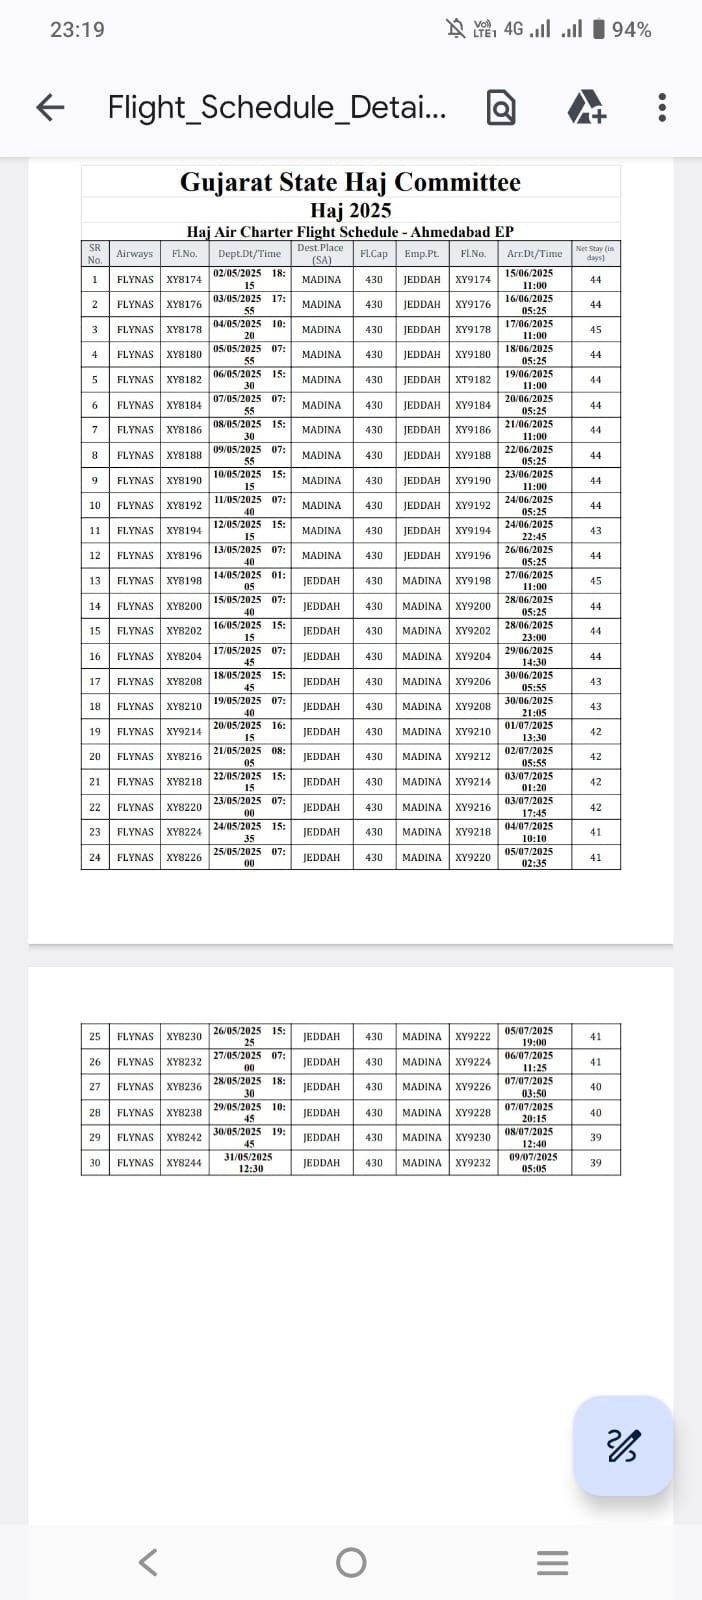 23:19 Vo) LTE1 4G 94%
Flight_Schedule_Detai...
Gujarat State Haj Committee
Haj 2025
Haj Air Charter Flight Schedule - Ahmedabad EP
SR No. Airways Fl.No. Dept.Dt/Time Dest.Place (SA) Fl.Cap Emp.Pt. Fl.No. Arr.Dt/Time Net Stay (in days)
1 FLYNAS XY8174 02/05/2025 18:15 MADINA 430 JEDDAH XY9174 15/06/2025 11:00 44
2 FLYNAS XY8176 03/05/2025 17:55 MADINA 430 JEDDAH XY9176 16/06/2025 05:25 44
3 FLYNAS XY8178 04/05/2025 10:20 MADINA 430 JEDDAH XY9178 17/06/2025 11:00 45
4 FLYNAS XY8180 05/05/2025 07:55 MADINA 430 JEDDAH XY9180 18/06/2025 05:25 44
5 FLYNAS XY8182 06/05/2025 15:30 MADINA 430 JEDDAH XT9182 19/06/2025 11:00 44
6 FLYNAS XY8184 07/05/2025 07:55 MADINA 430 JEDDAH XY9184 20/06/2025 05:25 44
7 FLYNAS XY8186 08/05/2025 15:30 MADINA 430 JEDDAH XY9186 21/06/2025 11:00 44
8 FLYNAS XY8188 09/05/2025 07:55 MADINA 430 JEDDAH XY9188 22/06/2025 05:25 44
9 FLYNAS XY8190 10/05/2025 15:15 MADINA 430 JEDDAH XY9190 23/06/2025 11:00 44
10 FLYNAS XY8192 11/05/2025 07:40 MADINA 430 JEDDAH XY9192 24/06/2025 05:25 44
11 FLYNAS XY8194 12/05/2025 15:15 MADINA 430 JEDDAH XY9194 24/06/2025 22:45 43
12 FLYNAS XY8196 13/05/2025 07:40 MADINA 430 JEDDAH XY9196 26/06/2025 05:25 44
13 FLYNAS XY8198 14/05/2025 01:05 JEDDAH 430 MADINA XY9198 27/06/2025 11:00 45
14 FLYNAS XY8200 15/05/2025 07:40 JEDDAH 430 MADINA XY9200 28/06/2025 05:25 44
15 FLYNAS XY8202 16/05/2025 15:15 JEDDAH 430 MADINA XY9202 28/06/2025 23:00 44
16 FLYNAS XY8204 17/05/2025 07:45 JEDDAH 430 MADINA XY9204 29/06/2025 14:30 44
17 FLYNAS XY8208 18/05/2025 15:45 JEDDAH 430 MADINA XY9206 30/06/2025 05:55 43
18 FLYNAS XY8210 19/05/2025 07:40 JEDDAH 430 MADINA XY9208 30/06/2025 21:05 43
19 FLYNAS XY9214 20/05/2025 16:15 JEDDAH 430 MADINA XY9210 01/07/2025 13:30 42
20 FLYNAS XY8216 21/05/2025 08:05 JEDDAH 430 MADINA XY9212 02/07/2025 05:55 42
21 FLYNAS XY8218 22/05/2025 15:15 JEDDAH 430 MADINA XY9214 03/07/2025 01:20 42
22 FLYNAS XY8220 23/05/2025 07:00 JEDDAH 430 MADINA XY9216 03/07/2025 17:45 42
23 FLYNAS XY8224 24/05/2025 15:35 JEDDAH 430 MADINA XY9218 04/07/2025 10:10 41
24 FLYNAS XY8226 25/05/2025 07:00 JEDDAH 430 MADINA XY9220 05/07/2025 02:35 41
25 FLYNAS XY8230 26/05/2025 15:25 JEDDAH 430 MADINA XY9222 05/07/2025 19:00 41
26 FLYNAS XY8232 27/05/2025 07:00 JEDDAH 430 MADINA XY9224 06/07/2025 11:25 41
27 FLYNAS XY8236 28/05/2025 18:30 JEDDAH 430 MADINA XY9226 07/07/2025 03:50 40
28 FLYNAS XY8238 29/05/2025 10:45 JEDDAH 430 MADINA XY9228 07/07/2025 20:15 40
29 FLYNAS XY8242 30/05/2025 19:45 JEDDAH 430 MADINA XY9230 08/07/2025 12:40 39
30 FLYNAS XY8244 31/05/2025 12:30 JEDDAH 430 MADINA XY9232 09/07/2025 05:05 39